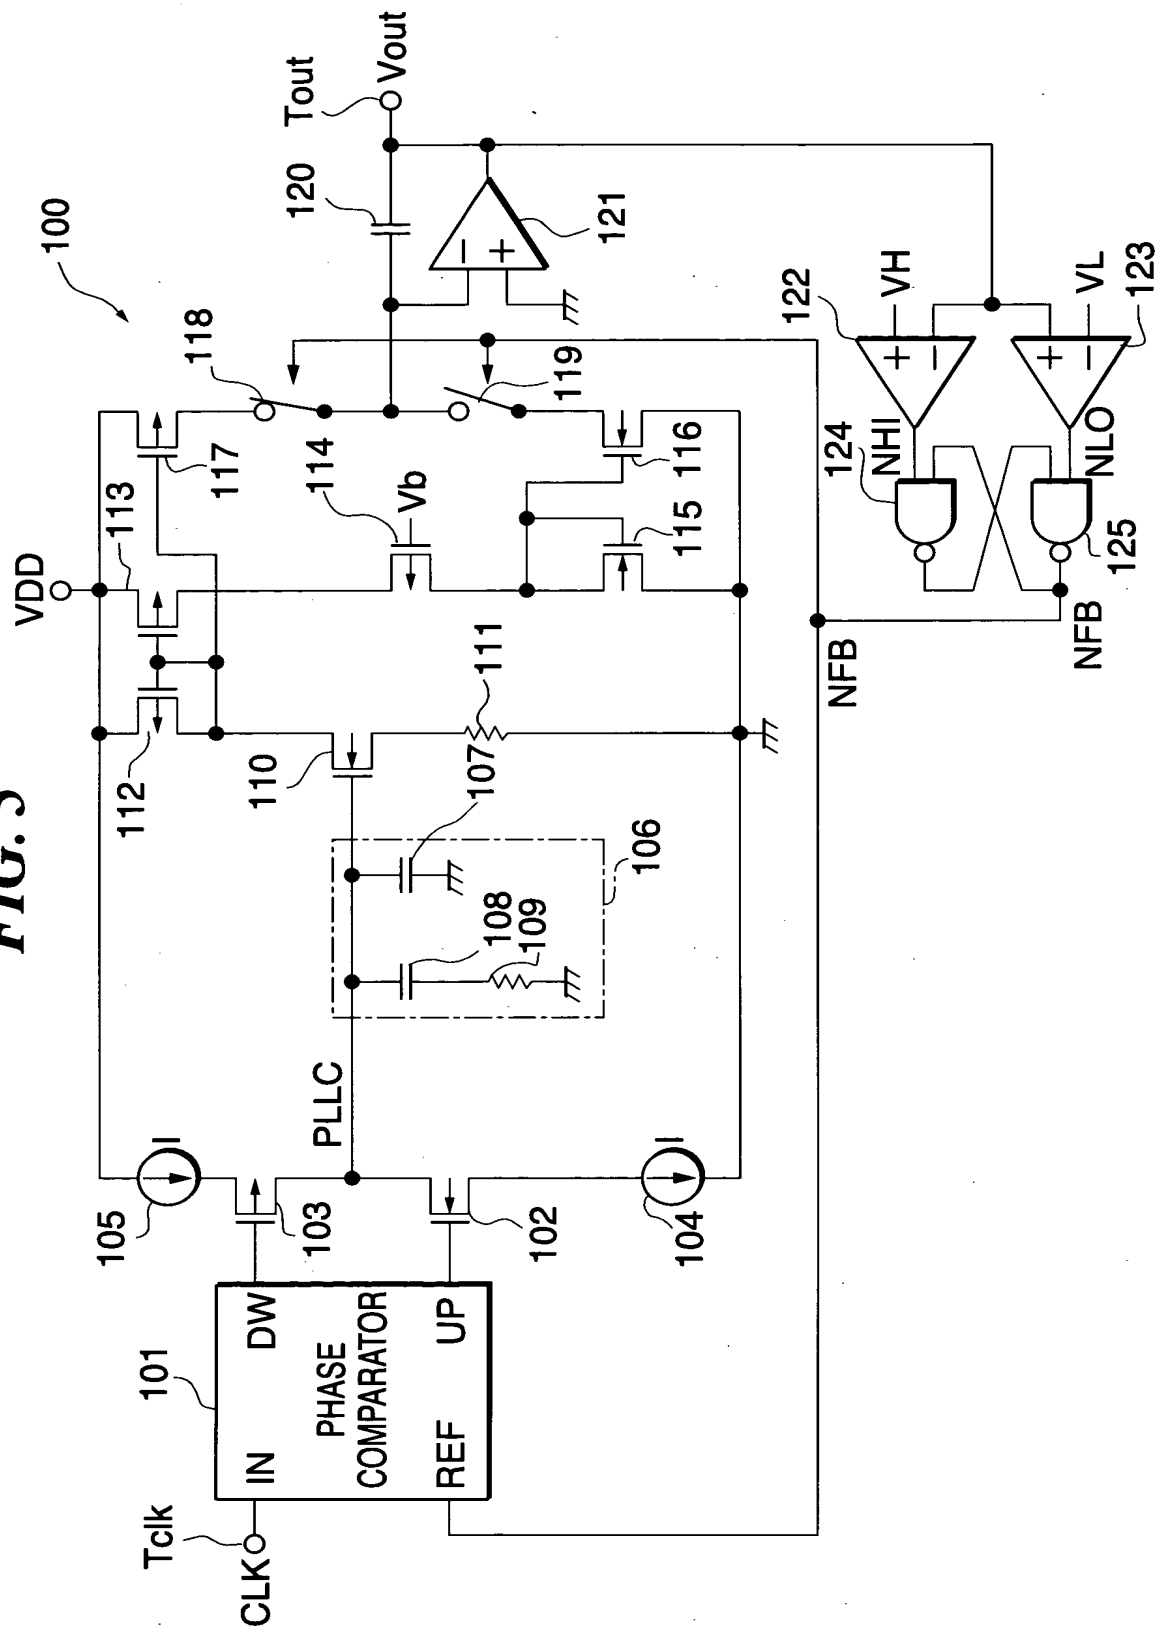 FIG. 5
100
Tclk
CLK
101
IN
DW
PHASE
COMPARATOR
REF
UP
105
I
103
PLLC
102
104
I
106
107
108
109
110
111
112
VDD
113
114
Vb
115
116
117
118
119
120
121
−
+
Tout
Vout
NFB
NFB
122
VH
+
−
123
VL
+
−
124
NHI
NLO
125